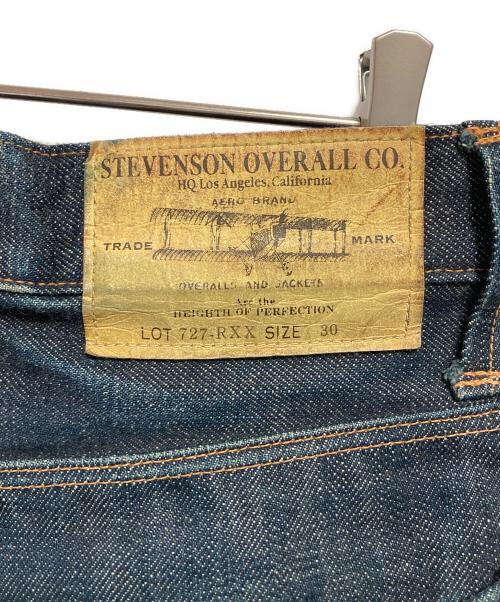 STEVENSON OVERALL CO.
HQ Los Angeles, California
AERO BRAND
TRADE MARK
OVERALLS AND JACKETS
Are the
HEIGHTH OF PERFECTION
LOT 727-RXX SIZE 30